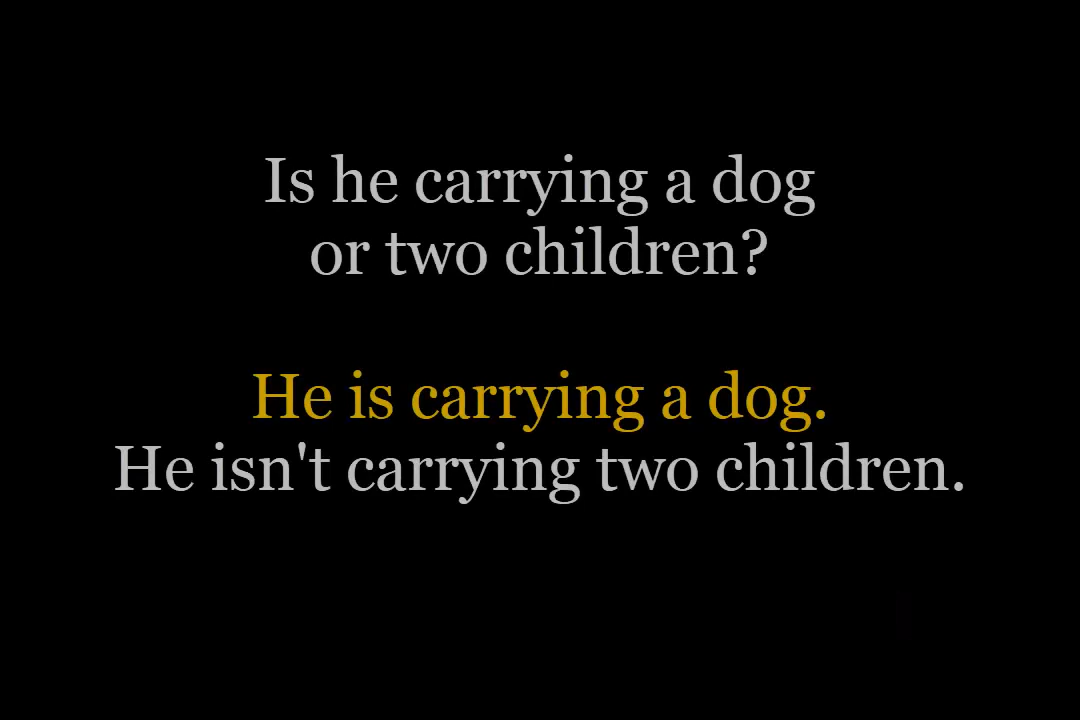 Is he carrying a dog
or two children?
He is carrying a dog.
He isn't carrying two children.